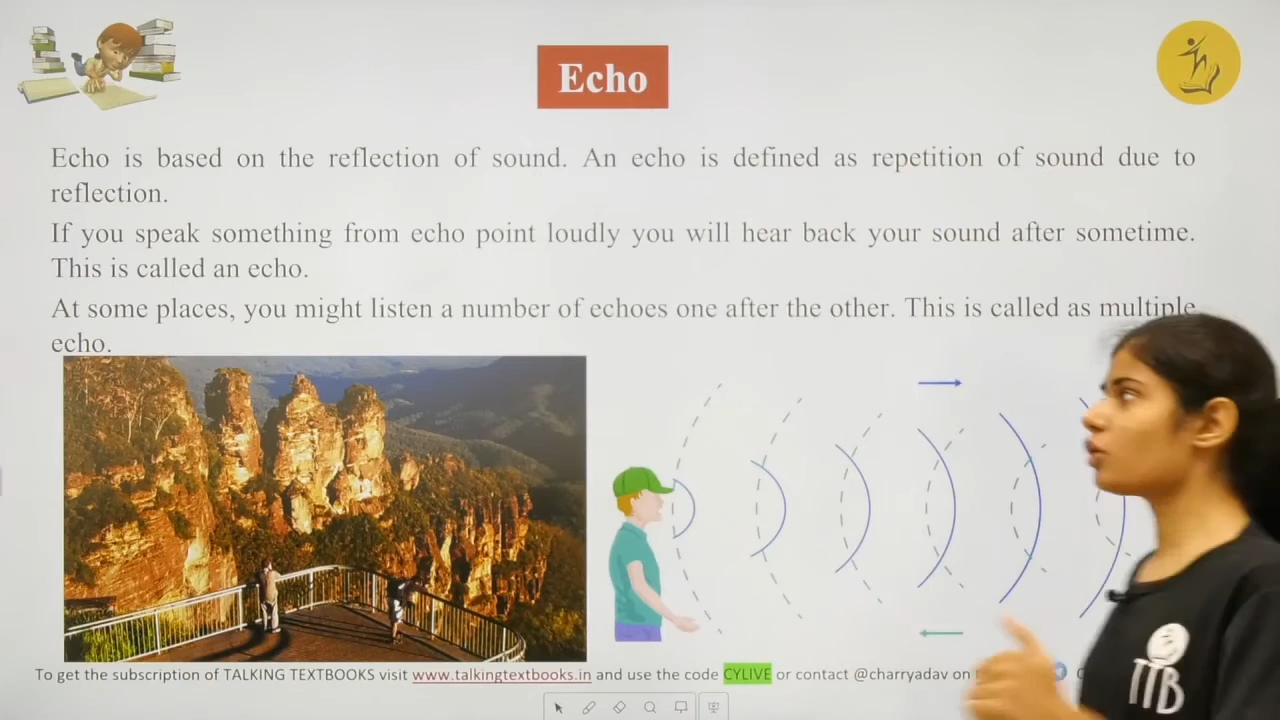 Echo
Echo is based on the reflection of sound. An echo is defined as repetition of sound due to
reflection.
If you speak something from echo point loudly you will hear back your sound after sometime.
This is called an echo.
At some places, you might listen a number of echoes one after the other. This is called as multiple
echo.
To get the subscription of TALKING TEXTBOOKS visit www.talkingtextbooks.in and use the code CYLIVE or contact @charryadav on
TTB